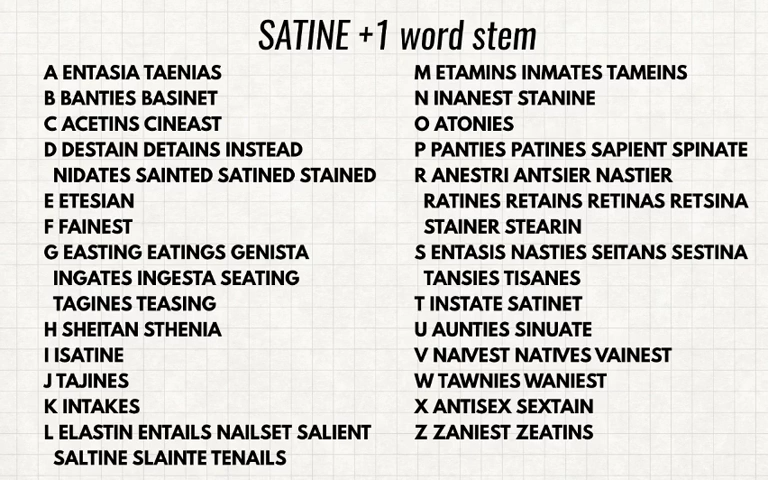 SATINE +1 word stem
A ENTASIA TAENIAS
B BANTIES BASINET
C ACETINS CINEAST
D DESTAIN DETAINS INSTEAD
NIDATES SAINTED SATINED STAINED
E ETESIAN
F FAINEST
G EASTING EATINGS GENISTA
INGATES INGESTA SEATING
TAGINES TEASING
H SHEITAN STHENIA
I ISATINE
J TAJINES
K INTAKES
L ELASTIN ENTAILS NAILSET SALIENT
SALTINE SLAINTE TENAILS
M ETAMINS INMATES TAMEINS
N INANEST STANINE
O ATONIES
P PANTIES PATINES SAPIENT SPINATE
R ANESTRI ANTSIER NASTIER
RATINES RETAINS RETINAS RETSINA
STAINER STEARIN
S ENTASIS NASTIES SEITANS SESTINA
TANSIES TISANES
T INSTATE SATINET
U AUNTIES SINUATE
V NAIVEST NATIVES VAINEST
W TAWNIES WANIEST
X ANTISEX SEXTAIN
Z ZANIEST ZEATINS